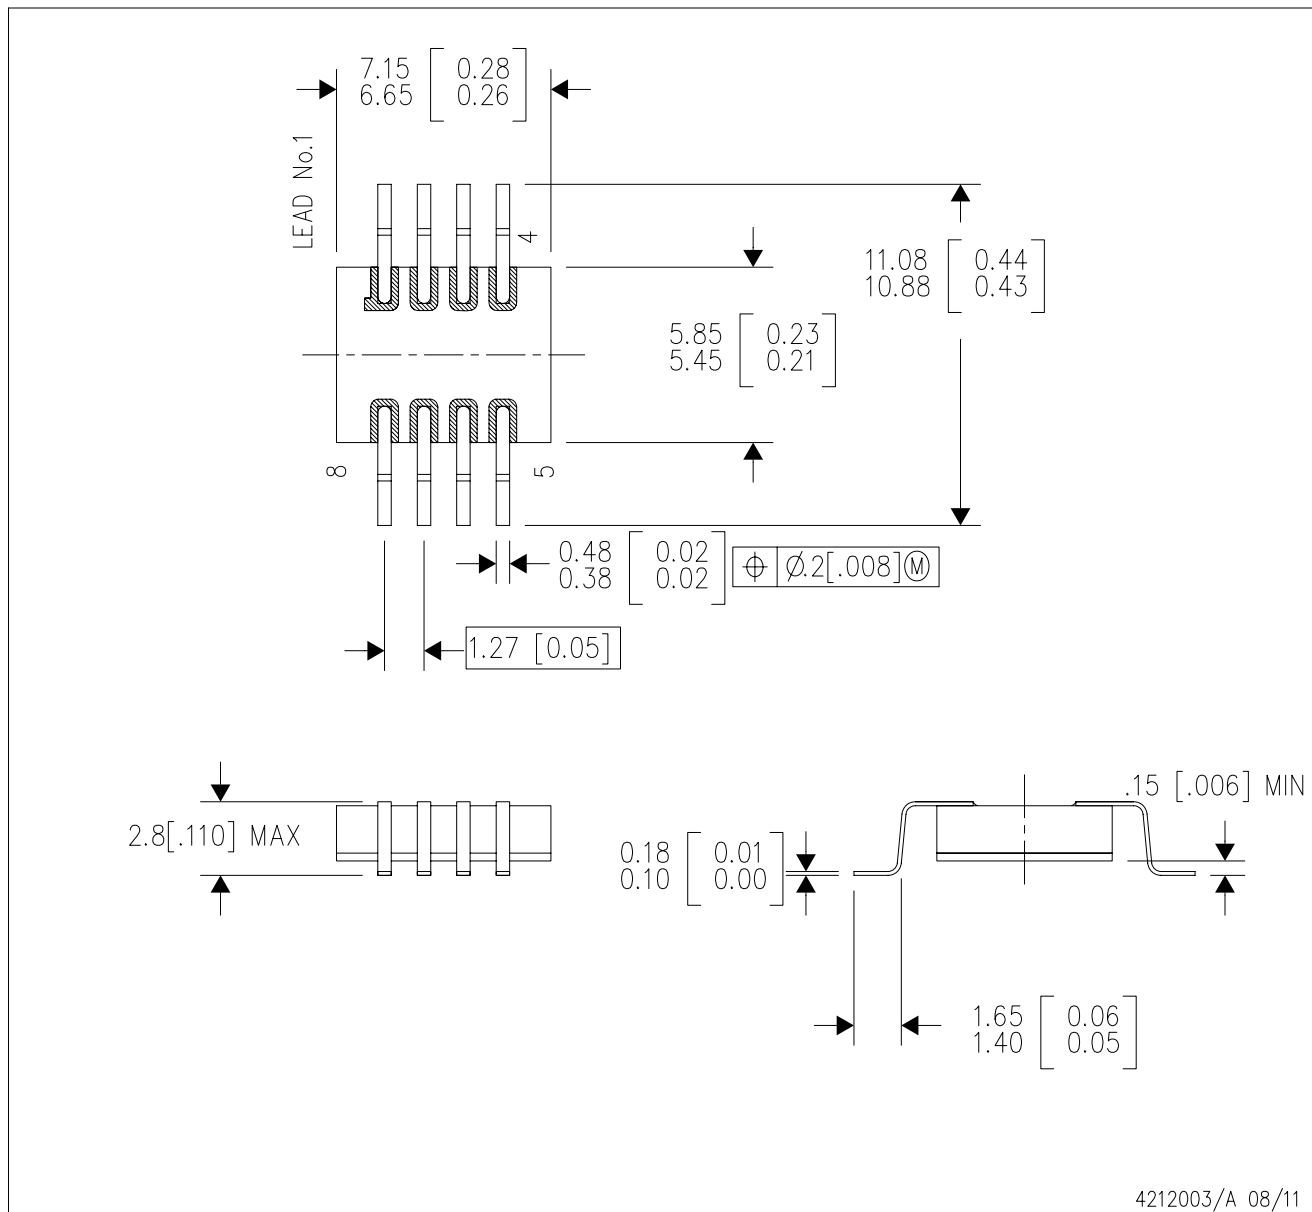 7.15 [ 0.28
6.65 0.26 ]
LEAD No.1
4
11.08 [ 0.44
10.88 0.43 ]
5.85 [ 0.23
5.45 0.21 ]
8
5
0.48 [ 0.02
0.38 0.02 ]
⌖ Ø.2[.008]Ⓜ
1.27 [0.05]
2.8[.110] MAX
.15 [.006] MIN
0.18 [ 0.01
0.10 0.00 ]
1.65 [ 0.06
1.40 0.05 ]
4212003/A 08/11